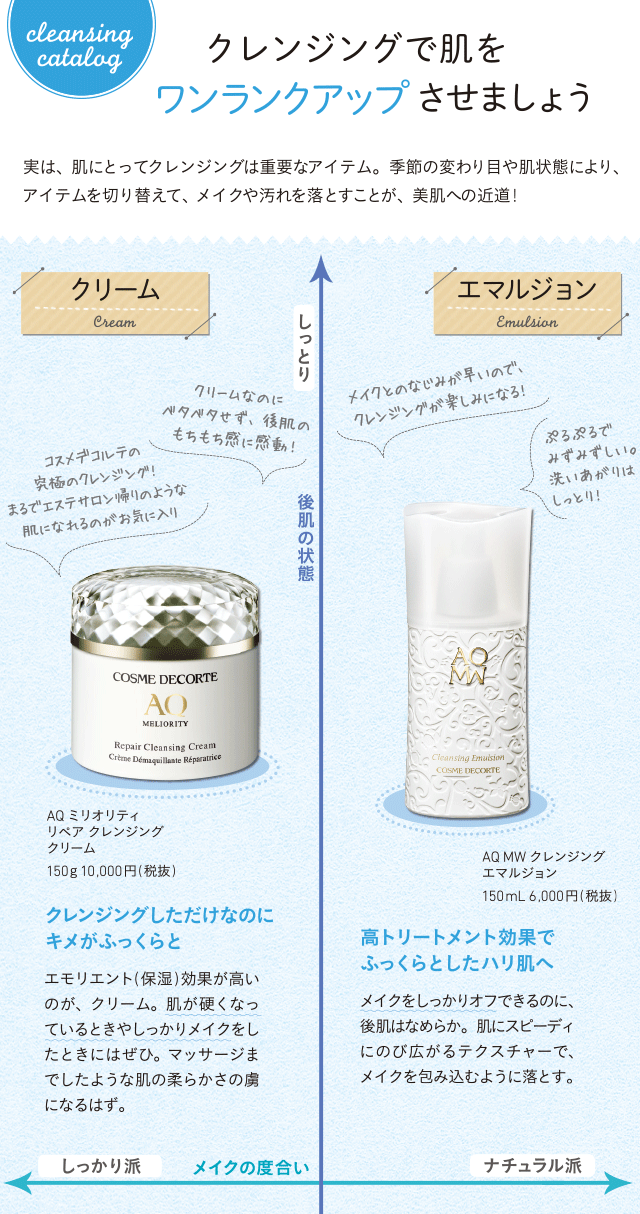 cleansing
catalog
クレンジングで肌を
ワンランクアップ させましょう
実は、肌にとってクレンジングは重要なアイテム。季節の変わり目や肌状態により、
アイテムを切り替えて、メイクや汚れを落とすことが、美肌への近道！
クリーム
Cream
エマルジョン
Emulsion
しっとり
クリームなのに
ベタベタせず、後肌の
もちもち感に感動！
コスメデコルテの
究極のクレンジング！
まるでエステサロン帰りのような
肌になれるのがお気に入り
メイクとのなじみが早いので、
クレンジングが楽しみになる！
ぷるぷるで
みずみずしい。
洗いあがりは
しっとり！
後肌の状態
COSME DECORTE
AQ
MELIORITY
Repair Cleansing Cream
Crème Démaquillante Réparatrice
AQ
MW
Cleansing Emulsion
COSME DECORTE
AQ ミリオリティ
リペア クレンジング
クリーム
150g 10,000円(税抜)
AQ MW クレンジング
エマルジョン
150mL 6,000円(税抜)
クレンジングしただけなのに
キメがふっくらと
エモリエント(保湿)効果が高い
のが、クリーム。肌が硬くなっ
ているときやしっかりメイクをし
たときにはぜひ。マッサージま
でしたような肌の柔らかさの虜
になるはず。
高トリートメント効果で
ふっくらとしたハリ肌へ
メイクをしっかりオフできるのに、
後肌はなめらか。肌にスピーディ
にのび広がるテクスチャーで、
メイクを包み込むように落とす。
しっかり派
メイクの度合い
ナチュラル派